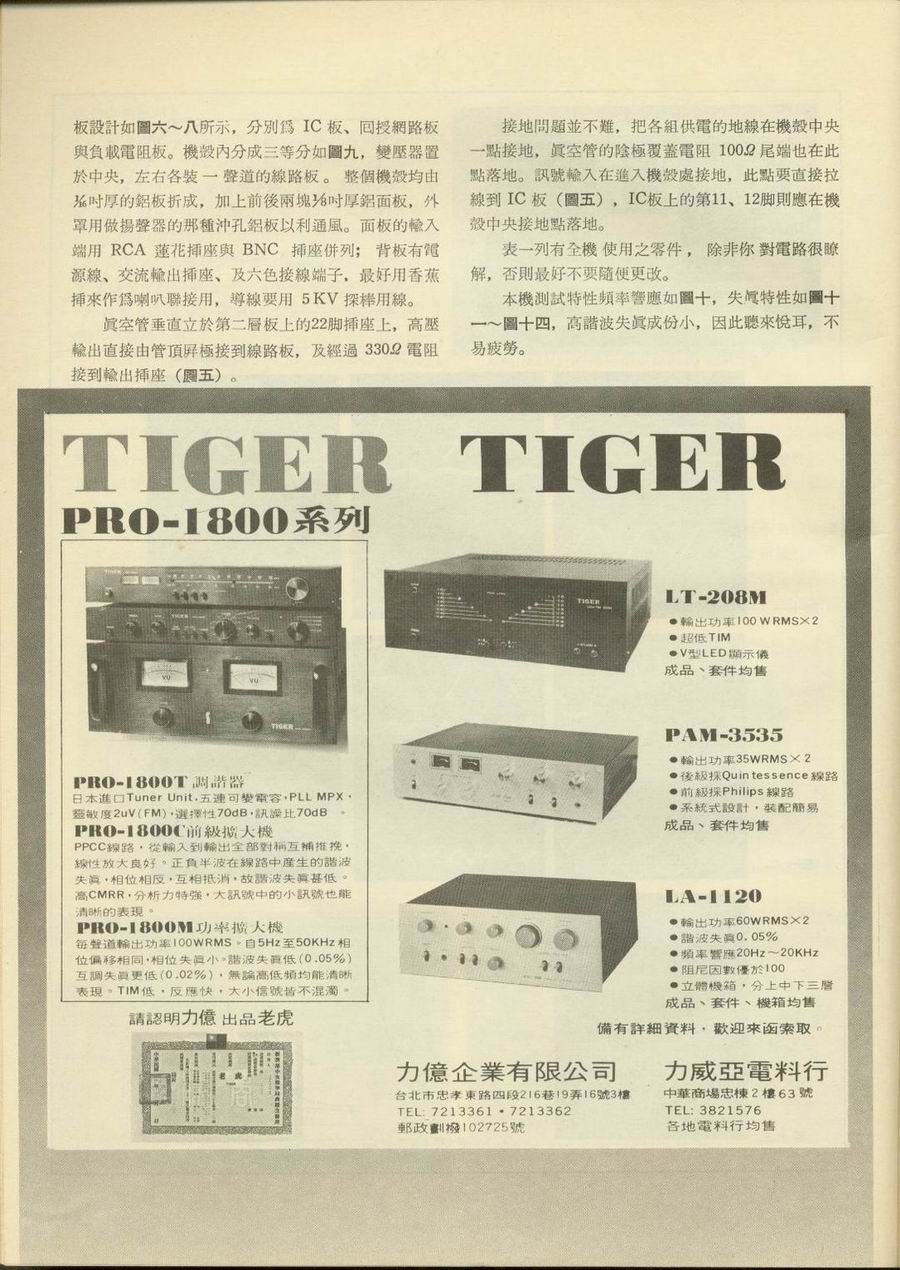 板設計如圖六～八所示，分別爲 IC 板、回授網路板
與負載電阻板。機殼內分成三等分如圖九，變壓器置
於中央，左右各裝一聲道的線路板。整個機殼均由
⅟₁₆吋厚的鋁板折成，加上前後兩塊⅛吋厚鋁面板，外
罩用做揚聲器的那種沖孔鋁板以利通風。面板的輸入
端用 RCA 蓮花揷座與 BNC 揷座併列；背板有電
源線、交流輸出揷座、及六色接線端子，最好用香蕉
揷來作爲喇叭聯接用，導線要用 5KV 探棒用線。
眞空管垂直立於第二層板上的22脚揷座上，高壓
輸出直接由管頂屛極接到線路板，及經過 330Ω 電阻
接到輸出揷座（圖五）。
接地問題並不難，把各組供電的地線在機殼中央
一點接地，眞空管的陰極覆蓋電阻 100Ω 尾端也在此
點落地。訊號輸入在進入機殼處接地，此點要直接拉
線到 IC 板（圖五），IC板上的第11、12脚則應在機
殼中央接地點落地。
表一列有全機使用之零件，除非你對電路很瞭
解，否則最好不要隨便更改。
本機測試特性頻率響應如圖十，失眞特性如圖十
一～圖十四，高諧波失眞成份小，因此聽來悅耳，不
易疲勞。
TIGER TIGER
PRO-1800系列
PRO-1800T 調諧器
日本進口Tuner Unit，五連可變電容，PLL MPX，
靈敏度2uV(FM)，選擇性70dB，訊譟比70dB。
PRO-1800C前級擴大機
PPCC線路，從輸入到輸出全部對稱互補推挽，
線性放大良好。正負半波在線路中產生的諧波
失眞，相位相反，互相抵消，故諧波失眞甚低。
高CMRR，分析力特強，大訊號中的小訊號也能
清晰的表現。
PRO-1800M功率擴大機
每聲道輸出功率100WRMS。自5Hz至50KHz相
位偏移相同，相位失眞小。諧波失眞低(0.05%)
互調失眞更低(0.02%)，無論高低頻均能清晰
表現。TIM低，反應快，大小信號皆不混濁。
請認明力億出品老虎
老虎
LT-208M
●輸出功率100WRMS×2
●超低TIM
●V型LED顯示儀
成品、套件均售
PAM-3535
●輸出功率35WRMS×2
●後級採Quintessence線路
●前級採Philips線路
●系統式設計，裝配簡易
成品、套件均售
LA-1120
●輸出功率60WRMS×2
●諧波失眞0.05%
●頻率響應20Hz～20KHz
●阻尼因數優於100
●立體機箱，分上中下三層
成品、套件、機箱均售
備有詳細資料，歡迎來函索取。
力億企業有限公司
台北市忠孝東路四段216巷19弄16號3樓
TEL: 7213361・7213362
郵政劃撥102725號
力威亞電料行
中華商場忠棟2樓63號
TEL: 3821576
各地電料行均售